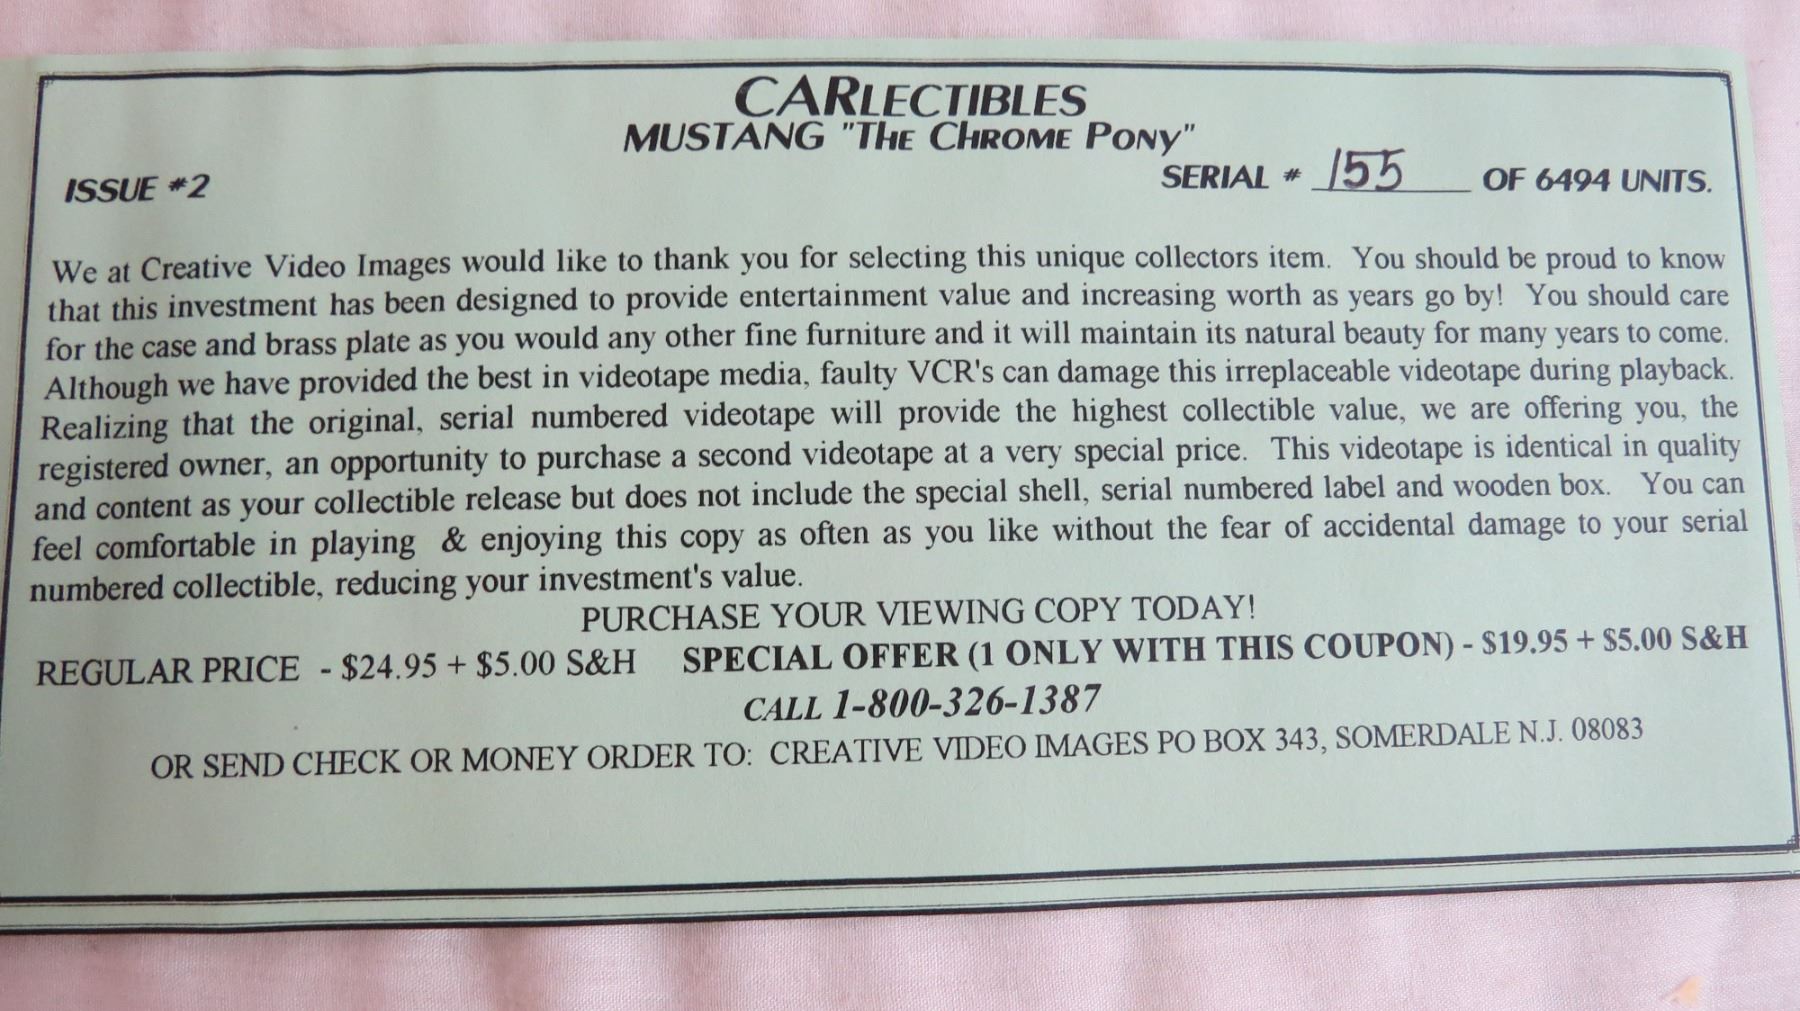 CARLECTIBLES
MUSTANG "THE CHROME PONY"
ISSUE #2
SERIAL # 155 OF 6494 UNITS.
We at Creative Video Images would like to thank you for selecting this unique collectors item. You should be proud to know
that this investment has been designed to provide entertainment value and increasing worth as years go by! You should care
for the case and brass plate as you would any other fine furniture and it will maintain its natural beauty for many years to come.
Although we have provided the best in videotape media, faulty VCR's can damage this irreplaceable videotape during playback.
Realizing that the original, serial numbered videotape will provide the highest collectible value, we are offering you, the
registered owner, an opportunity to purchase a second videotape at a very special price. This videotape is identical in quality
and content as your collectible release but does not include the special shell, serial numbered label and wooden box. You can
feel comfortable in playing & enjoying this copy as often as you like without the fear of accidental damage to your serial
numbered collectible, reducing your investment's value.
PURCHASE YOUR VIEWING COPY TODAY!
REGULAR PRICE - $24.95 + $5.00 S&H SPECIAL OFFER (1 ONLY WITH THIS COUPON) - $19.95 + $5.00 S&H
CALL 1-800-326-1387
OR SEND CHECK OR MONEY ORDER TO: CREATIVE VIDEO IMAGES PO BOX 343, SOMERDALE N.J. 08083